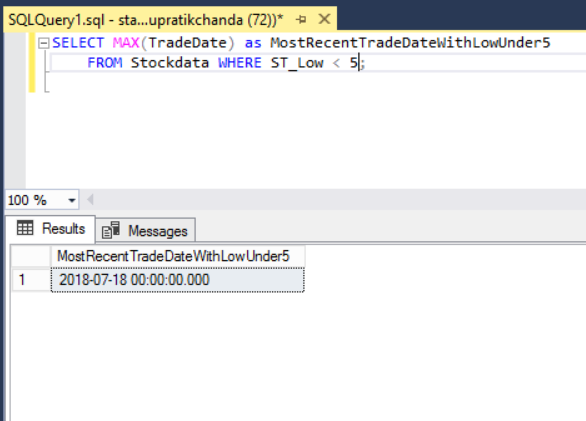 SQLQuery1.sql - sta...upratikchanda (72))*
SELECT MAX(TradeDate) as MostRecentTradeDateWithLowUnder5
FROM Stockdata WHERE ST_Low < 5;
100 %
Results Messages
MostRecentTradeDateWithLowUnder5
1 2018-07-18 00:00:00.000